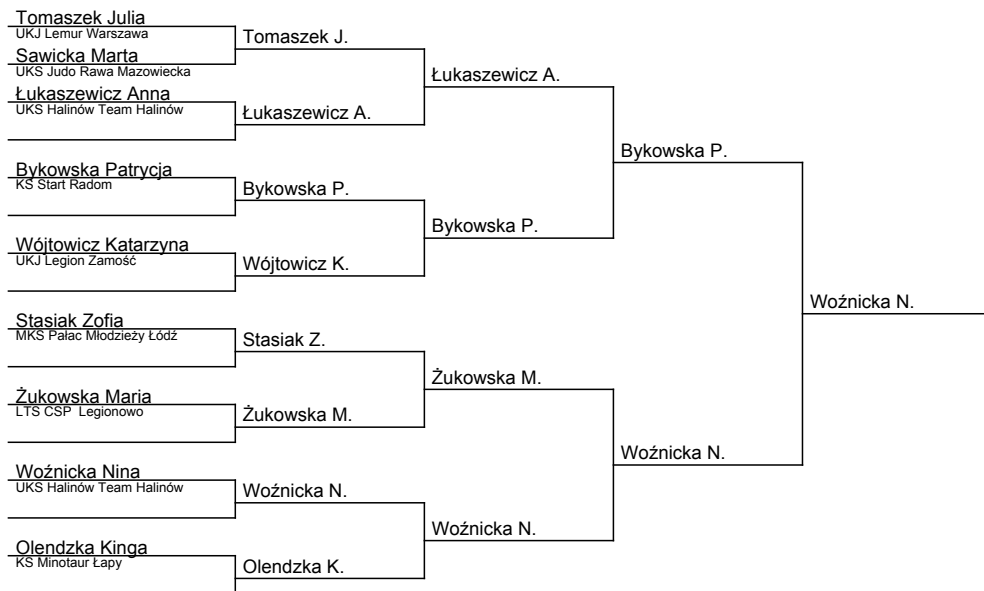 Tomaszek Julia
UKJ Lemur Warszawa
Sawicka Marta
UKS Judo Rawa Mazowiecka
Łukaszewicz Anna
UKS Halinów Team Halinów
Bykowska Patrycja
KS Start Radom
Wójtowicz Katarzyna
UKJ Legion Zamość
Stasiak Zofia
MKS Pałac Młodzieży Łódź
Żukowska Maria
LTS CSP  Legionowo
Woźnicka Nina
UKS Halinów Team Halinów
Olendzka Kinga
KS Minotaur Łapy
Tomaszek J.
Łukaszewicz A.
Bykowska P.
Wójtowicz K.
Stasiak Z.
Żukowska M.
Woźnicka N.
Olendzka K.
Łukaszewicz A.
Bykowska P.
Żukowska M.
Woźnicka N.
Bykowska P.
Woźnicka N.
Woźnicka N.